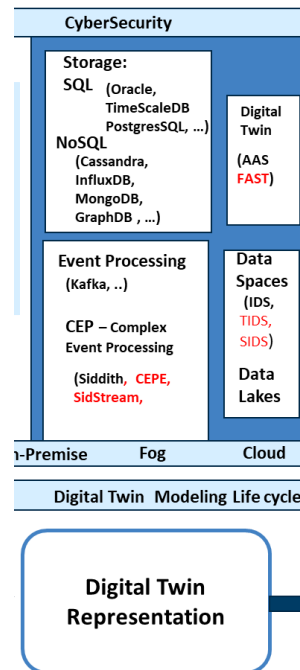 CyberSecurity
Storage:
SQL
(Oracle,
TimeScaleDB
PostgresSQL, …)
NoSQL
(Cassandra,
InfluxDB,
MongoDB,
GraphDB , …)
Digital
Twin
(AAS
FAST)
Event Processing
(Kafka, ..)
CEP – Complex
Event Processing
(Siddith, CEPE,
SidStream,
Data
Spaces
(IDS,
TIDS,
SIDS)
Data
Lakes
n-Premise Fog Cloud
Digital Twin Modeling Life cycle
Digital Twin
Representation